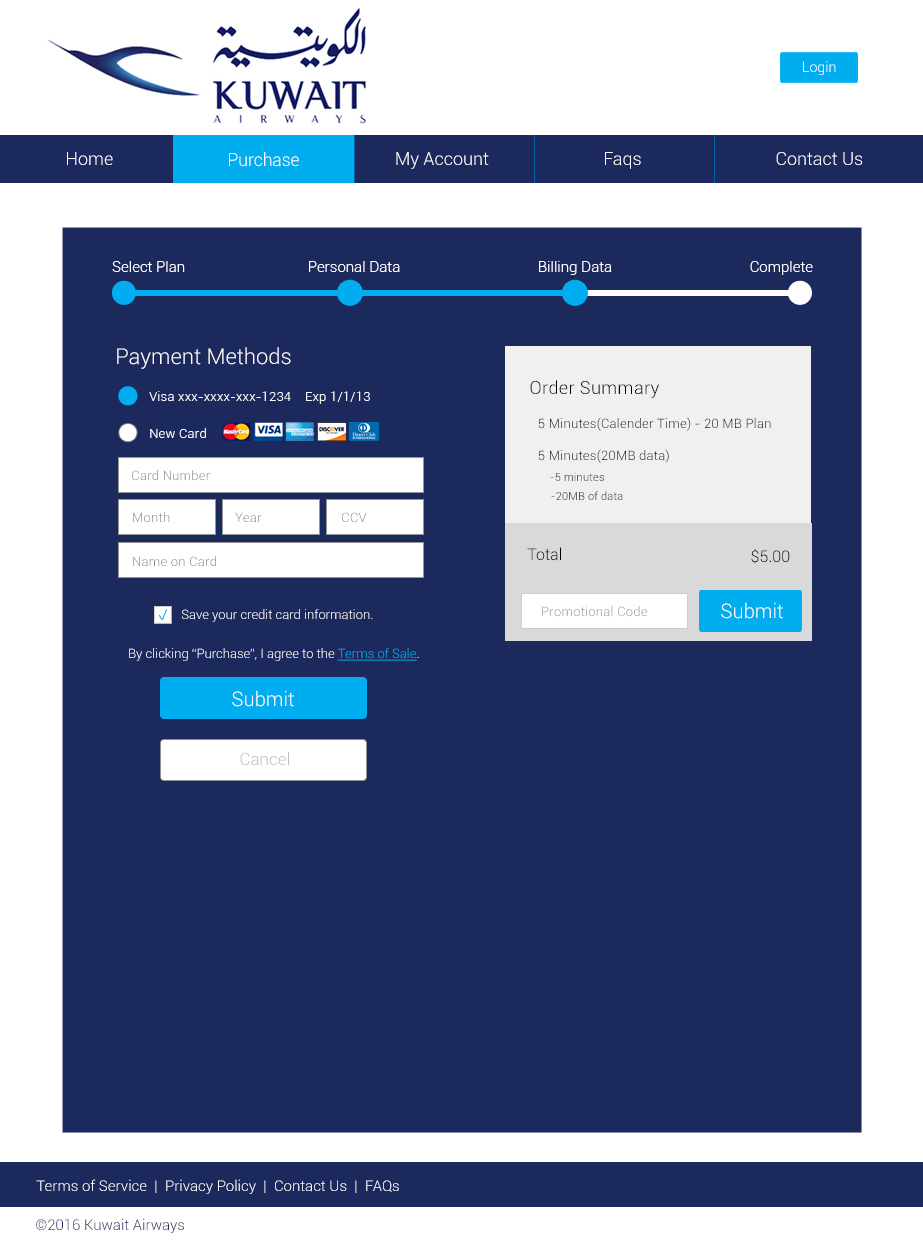 الكويتية
KUWAIT
AIRWAYS
Login
Home Purchase My Account Faqs Contact Us
Select Plan Personal Data Billing Data Complete
Payment Methods
Visa xxx-xxxx-xxx-1234 Exp 1/1/13
New Card MasterCard VISA AMERICAN EXPRESS DISCOVER Diners Club
Card Number
Month Year CCV
Name on Card
✓ Save your credit card information.
By clicking “Purchase”, I agree to the Terms of Sale.
Submit
Cancel
Order Summary
5 Minutes(Calender Time) - 20 MB Plan
5 Minutes(20MB data)
-5 minutes
-20MB of data
Total $5.00
Promotional Code Submit
Terms of Service | Privacy Policy | Contact Us | FAQs
©2016 Kuwait Airways